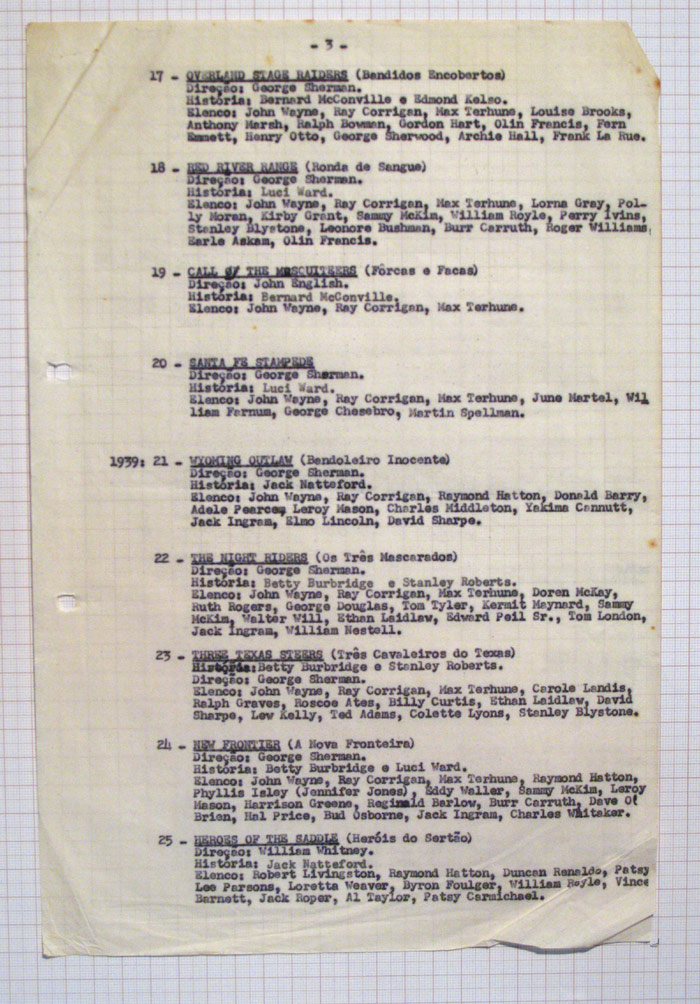 - 3 -
17 - OVERLAND STAGE RAIDERS (Bandidos Encobertos)
Direção: George Sherman.
História: Bernard McConville e Edmond Kelso.
Elenco: John Wayne, Ray Corrigan, Max Terhune, Louise Brooks,
Anthony Marsh, Ralph Bowman, Gordon Hart, Olin Francis, Fern
Emmett, Henry Otto, George Sherwood, Archie Hall, Frank La Rue.
18 - RED RIVER RANGE (Ronda de Sangue)
Direção: George Sherman.
História: Luci Ward.
Elenco: John Wayne, Ray Corrigan, Max Terhune, Lorna Gray, Pol-
ly Moran, Kirby Grant, Sammy McKim, William Royle, Perry Ivins,
Stanley Blystone, Leonore Bushman, Burr Carruth, Roger Williams,
Earle Askam, Olin Francis.
19 - CALL OF THE MESQUITEERS (Fôrcas e Facas)
Direção: John English.
História: Bernard McConville.
Elenco: John Wayne, Ray Corrigan, Max Terhune.
20 - SANTA FE STAMPEDE
Direção: George Sherman.
História: Luci Ward.
Elenco: John Wayne, Ray Corrigan, Max Terhune, June Martel, Wil
liam Farnum, George Chesebro, Martin Spellman.
1939: 21 - WYOMING OUTLAW (Bandoleiro Inocente)
Direção: George Sherman.
História: Jack Natteford.
Elenco: John Wayne, Ray Corrigan, Raymond Hatton, Donald Barry,
Adele Pearce, Leroy Mason, Charles Middleton, Yakima Cannutt,
Jack Ingram, Elmo Lincoln, David Sharpe.
22 - THE NIGHT RIDERS (Os Três Mascarados)
Direção: George Sherman.
História: Betty Burbridge e Stanley Roberts.
Elenco: John Wayne, Ray Corrigan, Max Terhune, Doren McKay,
Ruth Rogers, George Douglas, Tom Tyler, Kermit Maynard, Sammy
McKim, Walter Will, Ethan Laidlaw, Edward Peil Sr., Tom London,
Jack Ingram, William Nestell.
23 - THREE TEXAS STEERS (Três Cavaleiros do Texas)
História: Betty Burbridge e Stanley Roberts.
Direção: George Sherman.
Elenco: John Wayne, Ray Corrigan, Max Terhune, Carole Landis,
Ralph Graves, Roscoe Ates, Billy Curtis, Ethan Laidlaw, David
Sharpe, Lew Kelly, Ted Adams, Colette Lyons, Stanley Blystone.
24 - NEW FRONTIER (A Nova Fronteira)
Direção: George Sherman.
História: Betty Burbridge e Luci Ward.
Elenco: John Wayne, Ray Corrigan, Max Terhune, Raymond Hatton,
Phyllis Isley (Jennifer Jones), Eddy Waller, Sammy McKim, Leroy
Mason, Harrison Greene, Reginald Barlow, Burr Carruth, Dave O'
Brien, Hal Price, Bud Osborne, Jack Ingram, Charles Whitaker.
25 - HEROES OF THE SADDLE (Heróis do Sertão)
Direção: William Whitney.
História: Jack Natteford.
Elenco: Robert Livingston, Raymond Hatton, Duncan Renaldo, Patsy
Lee Parsons, Loretta Weaver, Byron Foulger, William Royle, Vince
Barnett, Jack Roper, Al Taylor, Patsy Carmichael.